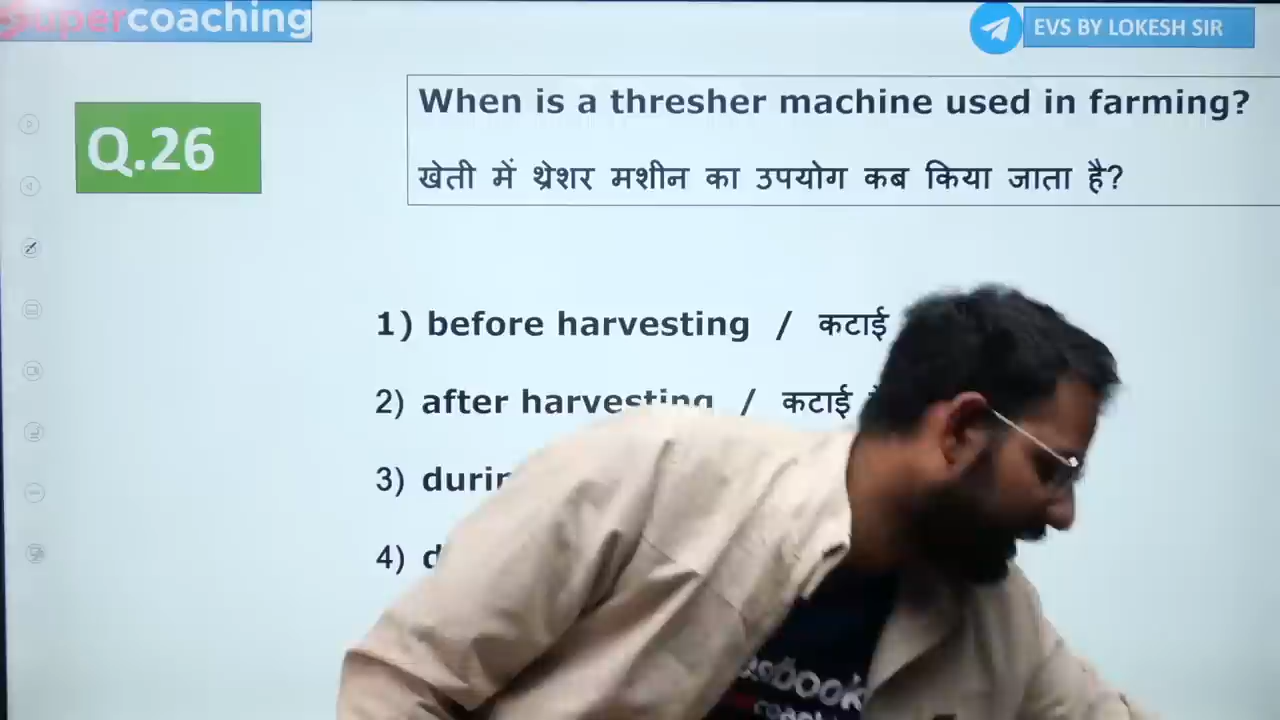 supercoaching
EVS BY LOKESH SIR
Q.26
When is a thresher machine used in farming?
खेती में थ्रेशर मशीन का उपयोग कब किया जाता है?
1) before harvesting / कटाई
2) after harvesting / कटाई
3)
4)